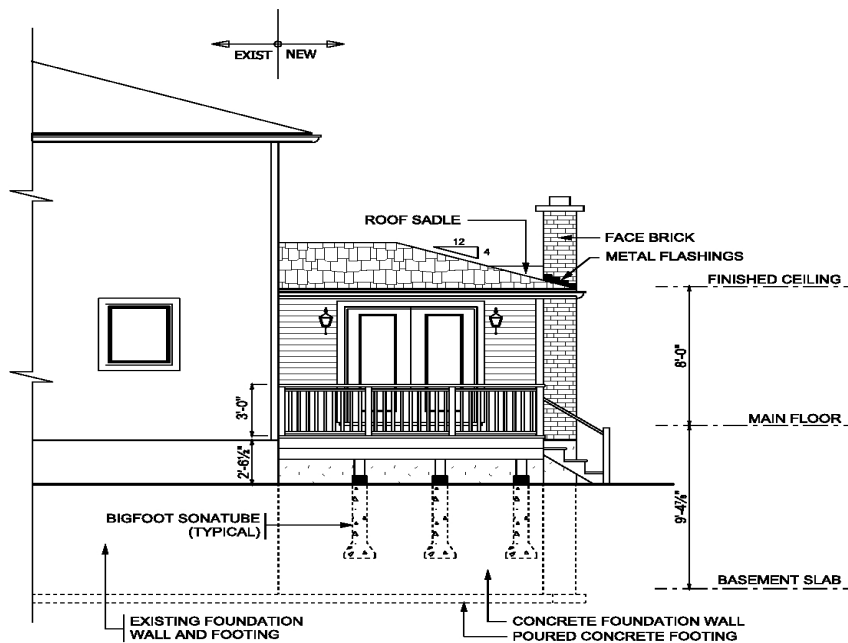 EXIST NEW
ROOF SADLE
12
4
FACE BRICK
METAL FLASHINGS
FINISHED CEILING
8'-0"
3'-0"
MAIN FLOOR
2'-6½"
9'-4⅞"
BIGFOOT SONATUBE
(TYPICAL)
BASEMENT SLAB
EXISTING FOUNDATION
WALL AND FOOTING
CONCRETE FOUNDATION WALL
POURED CONCRETE FOOTING